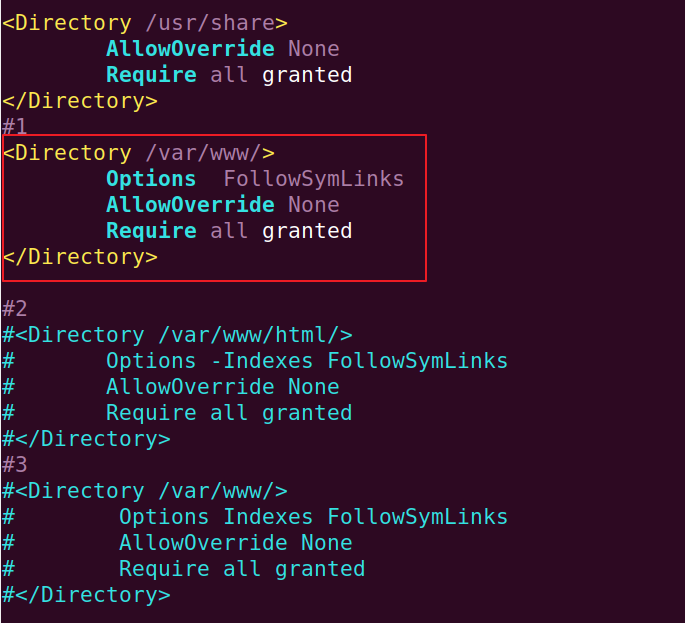 <Directory /usr/share>
        AllowOverride None
        Require all granted
</Directory>
#1
<Directory /var/www/>
        Options  FollowSymLinks
        AllowOverride None
        Require all granted
</Directory>

#2
#<Directory /var/www/html/>
#       Options -Indexes FollowSymLinks
#       AllowOverride None
#       Require all granted
#</Directory>
#3
#<Directory /var/www/>
#        Options Indexes FollowSymLinks
#        AllowOverride None
#        Require all granted
#</Directory>